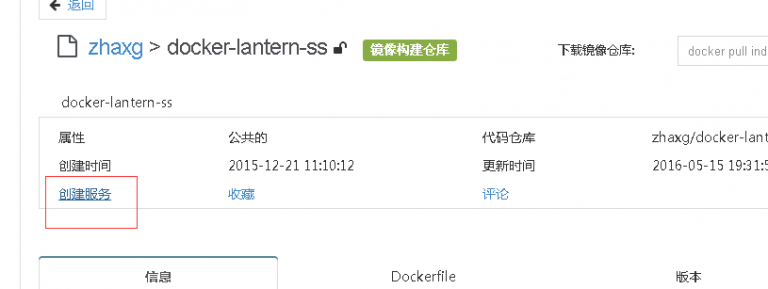 返回
zhaxg > docker-lantern-ss 镜像构建仓库 下载镜像仓库: docker pull ind
docker-lantern-ss
属性 公共的 代码仓库 zhaxg/docker-lant
创建时间 2015-12-21 11:10:12 更新时间 2016-05-15 19:31:5
创建服务 收藏 评论
信息 Dockerfile 版本